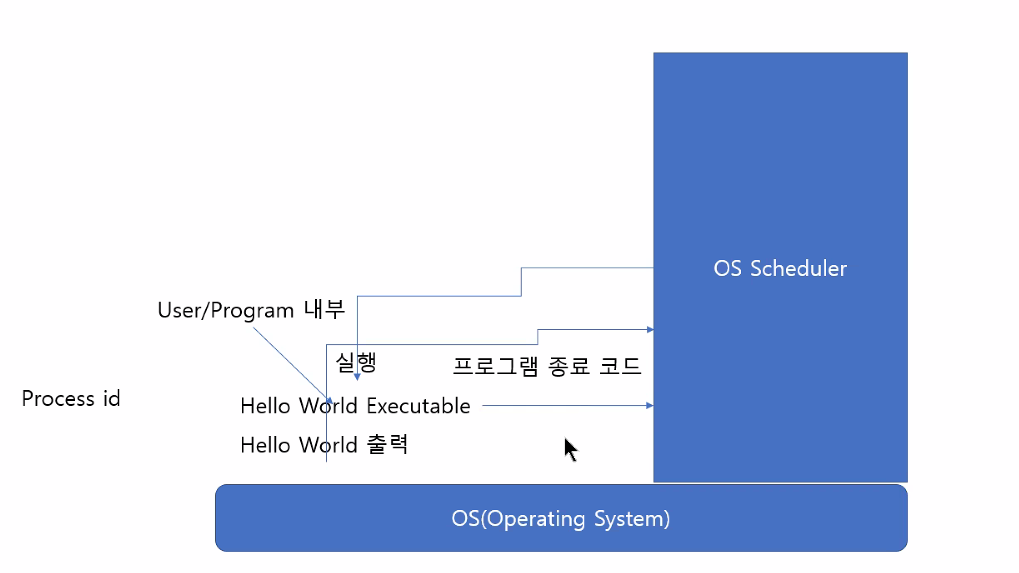 OS Scheduler
User/Program 내부
실행
프로그램 종료 코드
Process id
Hello World Executable
Hello World 출력
OS(Operating System)